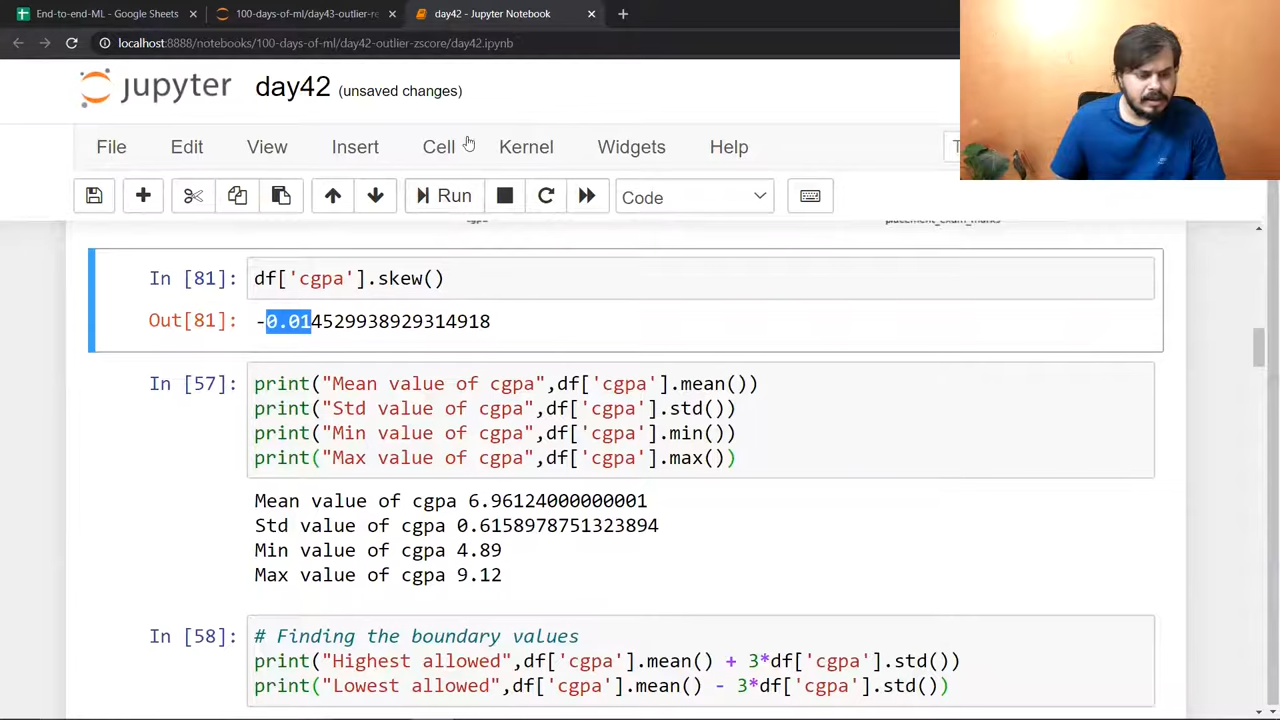 End-to-end-ML - Google Sheets
100-days-of-ml/day43-outlier-re
day42 - Jupyter Notebook
localhost:8888/notebooks/100-days-of-ml/day42-outlier-zscore/day42.ipynb
jupyter day42 (unsaved changes)
File Edit View Insert Cell Kernel Widgets Help
Run Code
In [81]: df['cgpa'].skew()
Out[81]: -0.014529938929314918
In [57]: print("Mean value of cgpa",df['cgpa'].mean())
print("Std value of cgpa",df['cgpa'].std())
print("Min value of cgpa",df['cgpa'].min())
print("Max value of cgpa",df['cgpa'].max())
Mean value of cgpa 6.96124000000001
Std value of cgpa 0.6158978751323894
Min value of cgpa 4.89
Max value of cgpa 9.12
In [58]: # Finding the boundary values
print("Highest allowed",df['cgpa'].mean() + 3*df['cgpa'].std())
print("Lowest allowed",df['cgpa'].mean() - 3*df['cgpa'].std())